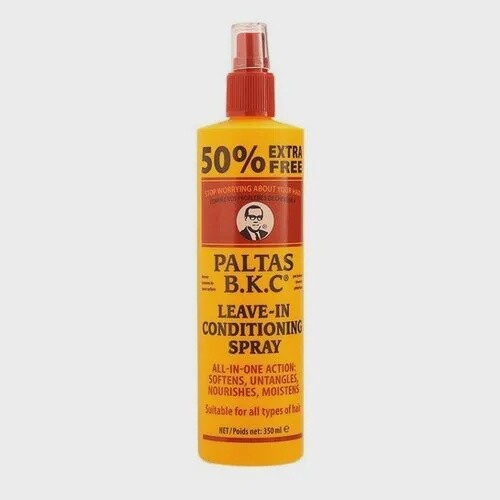 50% EXTRA
FREE
STOP WORRYING ABOUT YOUR HAIR
PALTAS
B.K.C®
LEAVE-IN
CONDITIONING
SPRAY
ALL-IN-ONE ACTION:
SOFTENS, UNTANGLES,
NOURISHES, MOISTENS
Suitable for all types of hair
NET/Poids net: 350 ml ℮